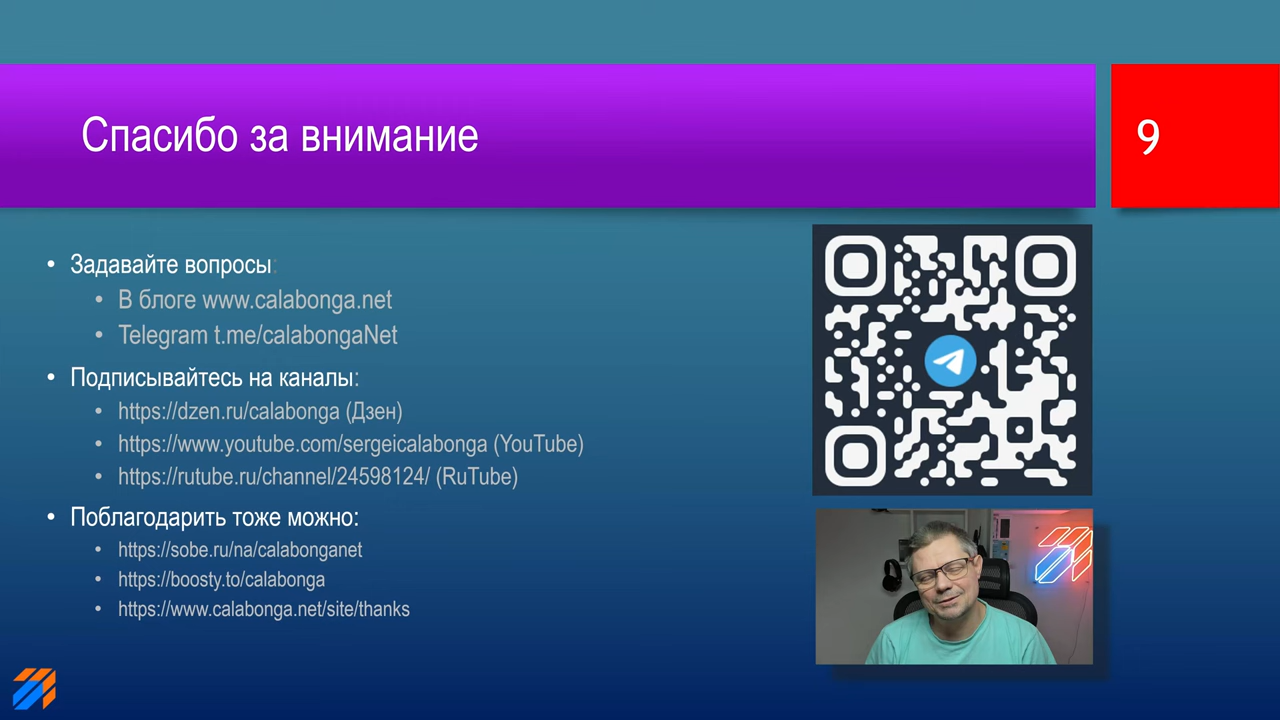 Спасибо за внимание
9
Задавайте вопросы:
В блоге www.calabonga.net
Telegram t.me/calabongaNet
Подписывайтесь на каналы:
https://dzen.ru/calabonga (Дзен)
https://www.youtube.com/sergeicalabonga (YouTube)
https://rutube.ru/channel/24598124/ (RuTube)
Поблагодарить тоже можно:
https://sobe.ru/na/calabonganet
https://boosty.to/calabonga
https://www.calabonga.net/site/thanks